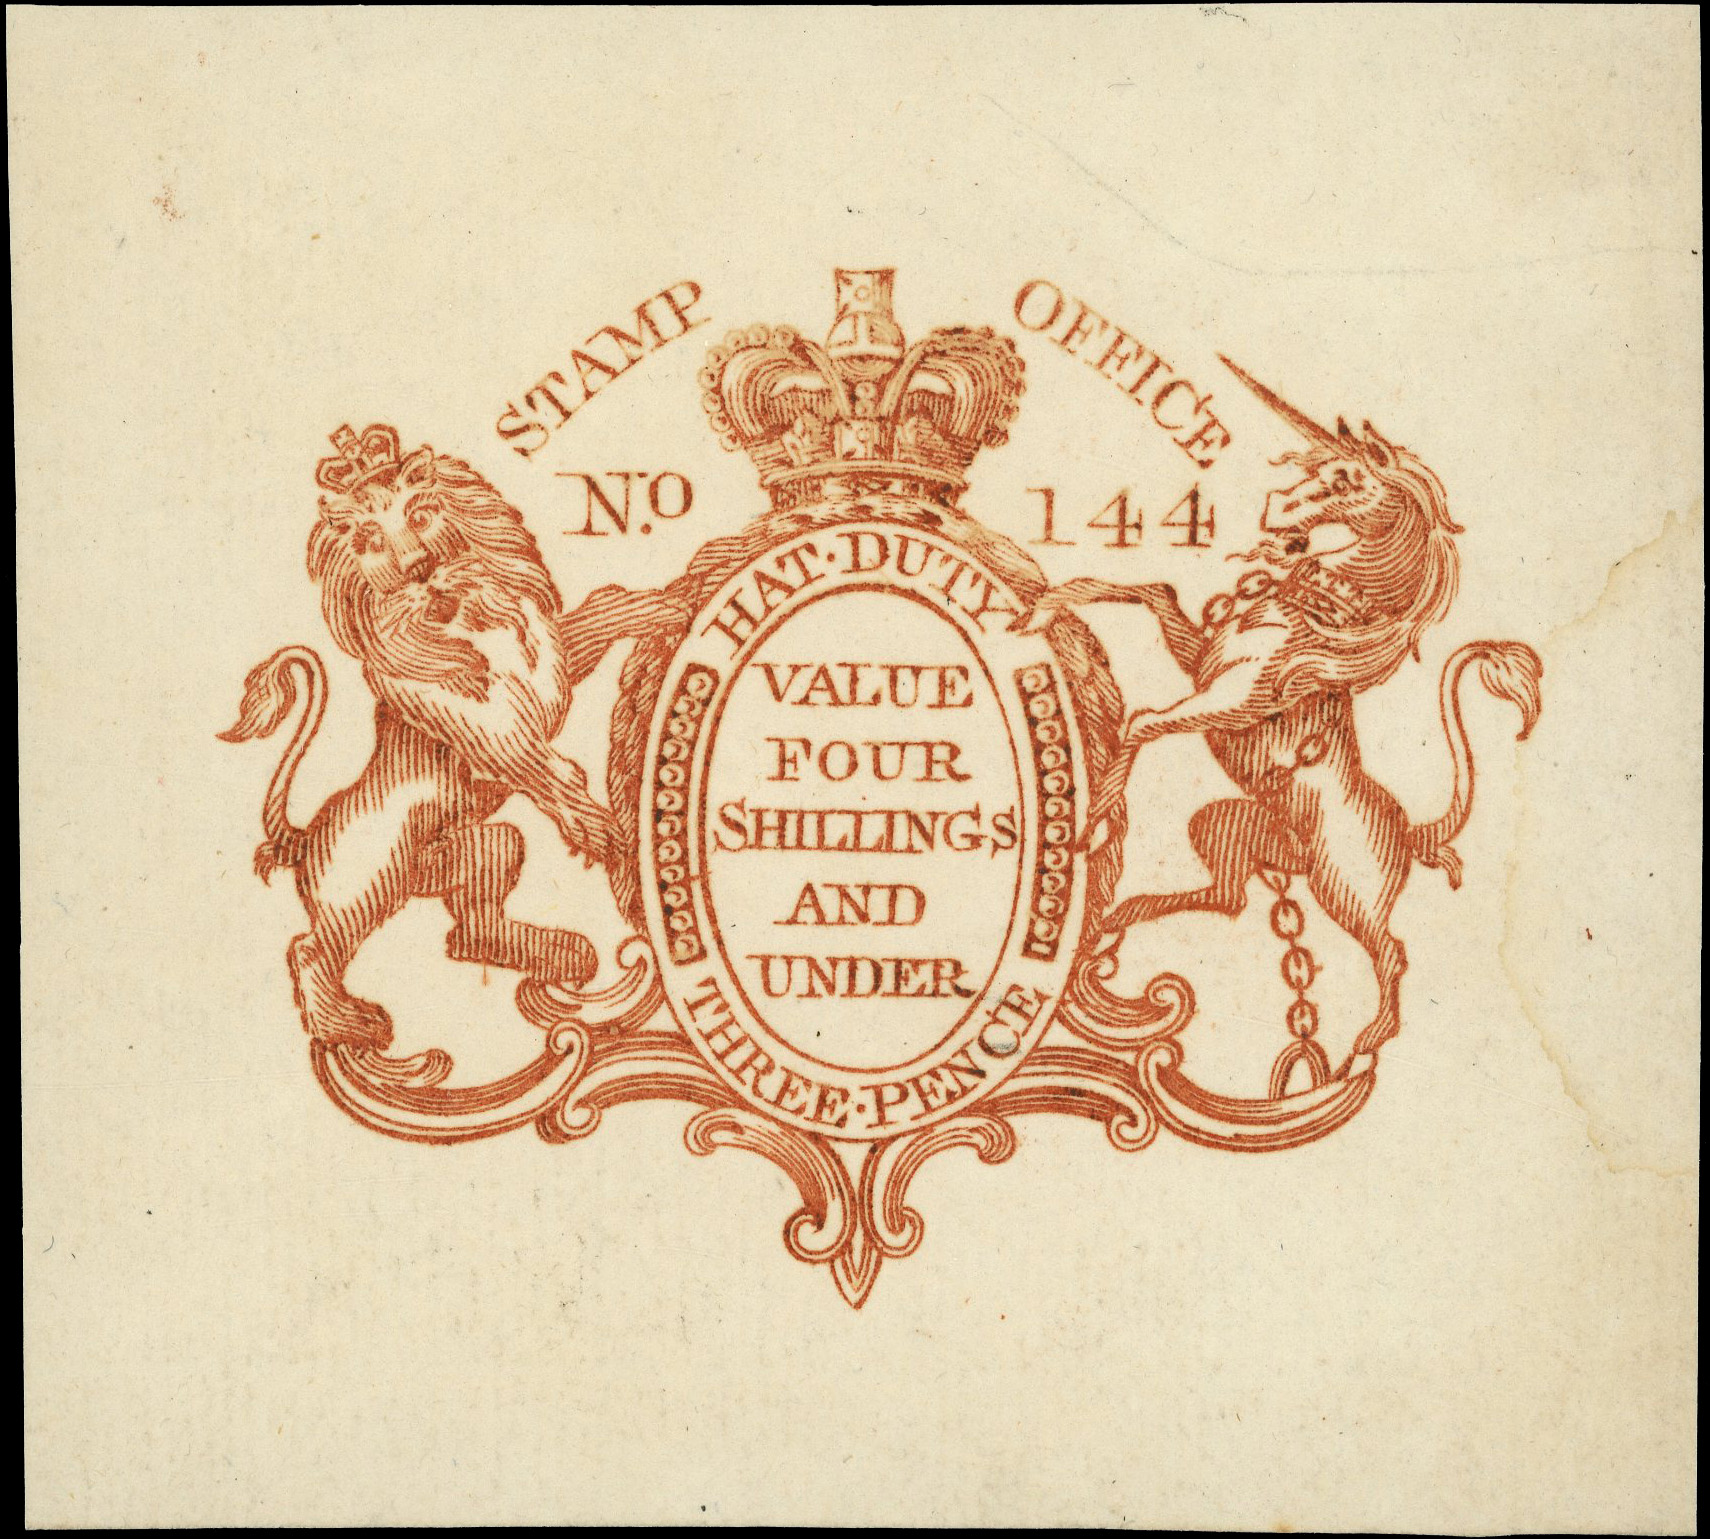 STAMP OFFICE
N.o 144
HAT·DUTY
VALUE
FOUR
SHILLINGS
AND
UNDER
THREE·PENCE